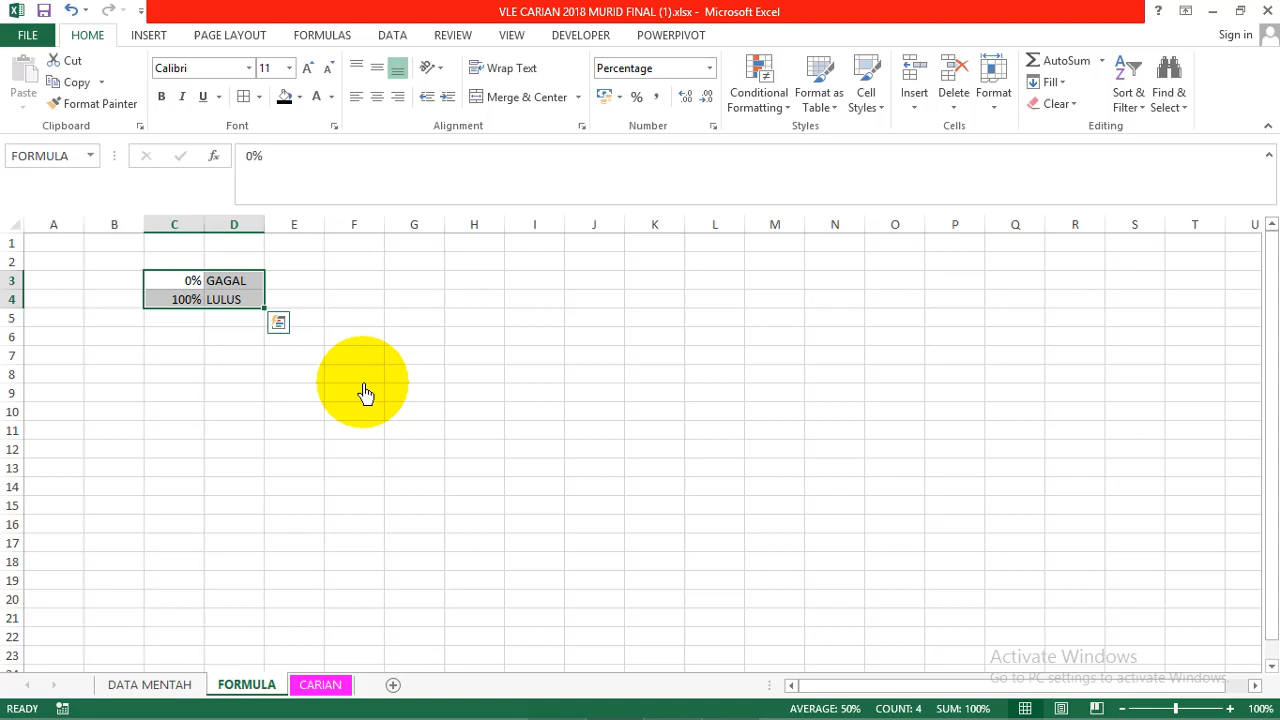 VLE CARIAN 2018 MURID FINAL (1).xlsx - Microsoft Excel
FILE HOME INSERT PAGE LAYOUT FORMULAS DATA REVIEW VIEW DEVELOPER POWERPIVOT Sign in
Paste Cut Copy Format Painter
Clipboard
Calibri 11
B I U A
Font
Wrap Text
Merge & Center
Alignment
Percentage
%
Number
Conditional Formatting
Format as Table
Cell Styles
Styles
Insert Delete Format
Cells
AutoSum
Fill
Clear
Sort & Filter
Find & Select
Editing
FORMULA fx 0%
A B C D E F G H I J K L M N O P Q R S T U
1
2
3 0% GAGAL
4 100% LULUS
5
6
7
8
9
10
11
12
13
14
15
16
17
18
19
20
21
22
23
Activate Windows
Go to PC settings to activate Windows.
DATA MENTAH FORMULA CARIAN
READY AVERAGE: 50% COUNT: 4 SUM: 100% 100%